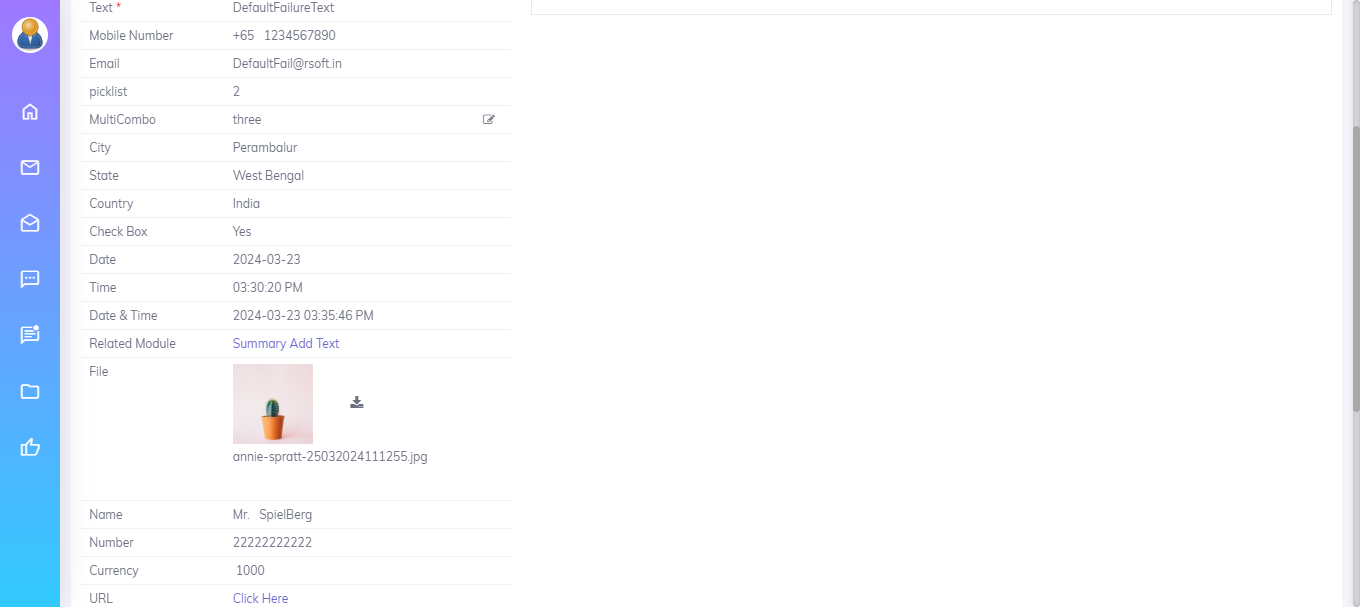 Text * DefaultFailureText
Mobile Number +65 1234567890
Email DefaultFail@rsoft.in
picklist 2
MultiCombo three
City Perambalur
State West Bengal
Country India
Check Box Yes
Date 2024-03-23
Time 03:30:20 PM
Date & Time 2024-03-23 03:35:46 PM
Related Module Summary Add Text
File
annie-spratt-25032024111255.jpg
Name Mr. SpielBerg
Number 22222222222
Currency 1000
URL Click Here